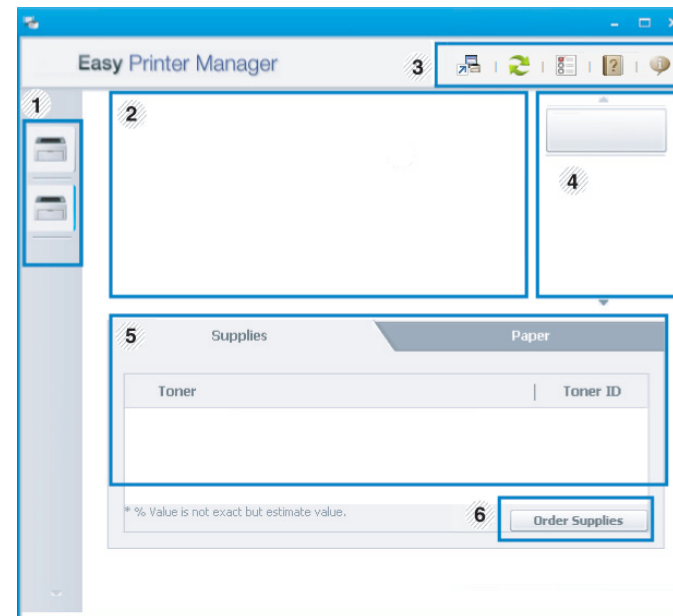 Easy Printer Manager
3
1
2
4
5
Supplies
Paper
Toner
Toner ID
* % Value is not exact but estimate value.
6
Order Supplies